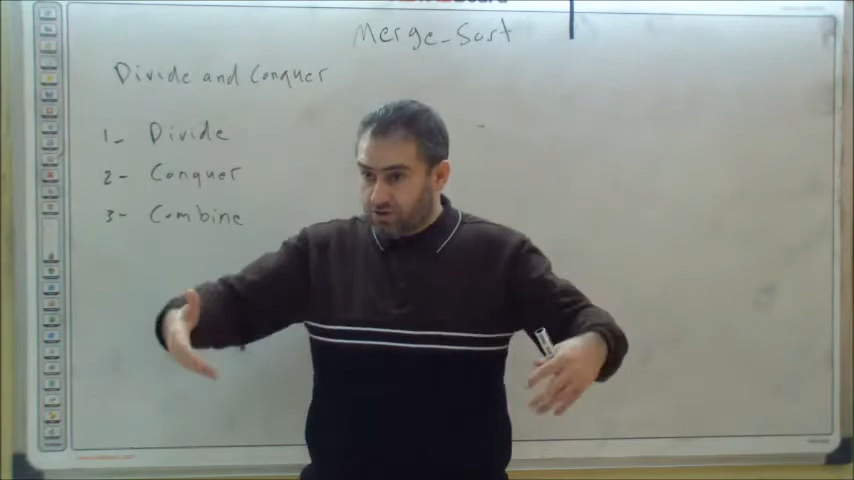 Merge-Sort
Divide and Conquer
1- Divide
2- Conquer
3- Combine